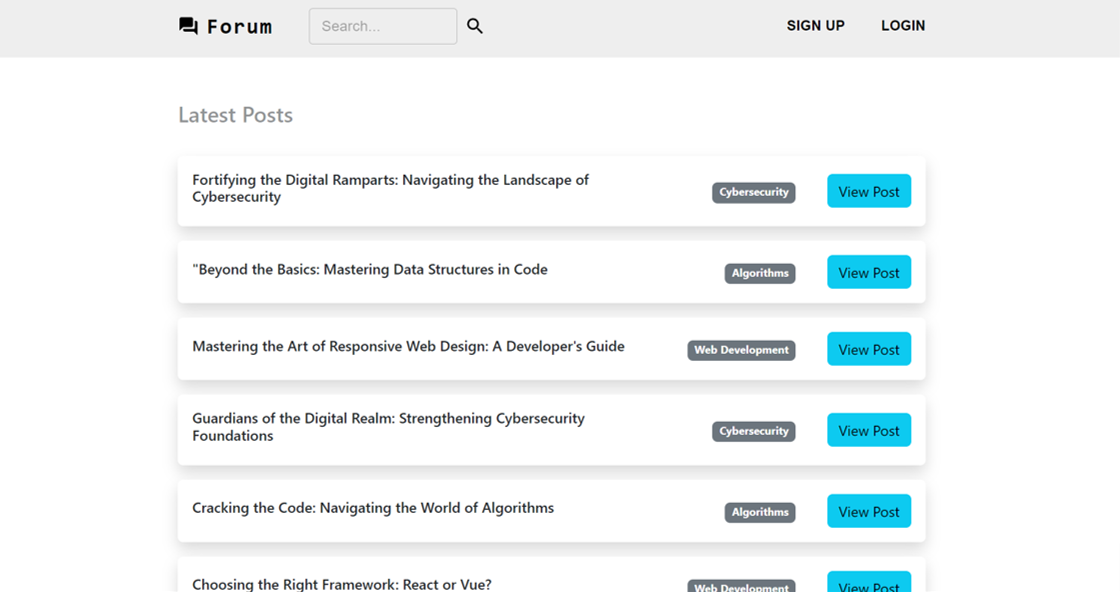 Forum
Search...
SIGN UP
LOGIN
Latest Posts
Fortifying the Digital Ramparts: Navigating the Landscape of
Cybersecurity
Cybersecurity
View Post
"Beyond the Basics: Mastering Data Structures in Code
Algorithms
View Post
Mastering the Art of Responsive Web Design: A Developer's Guide
Web Development
View Post
Guardians of the Digital Realm: Strengthening Cybersecurity
Foundations
Cybersecurity
View Post
Cracking the Code: Navigating the World of Algorithms
Algorithms
View Post
Choosing the Right Framework: React or Vue?
Web Development
View Post